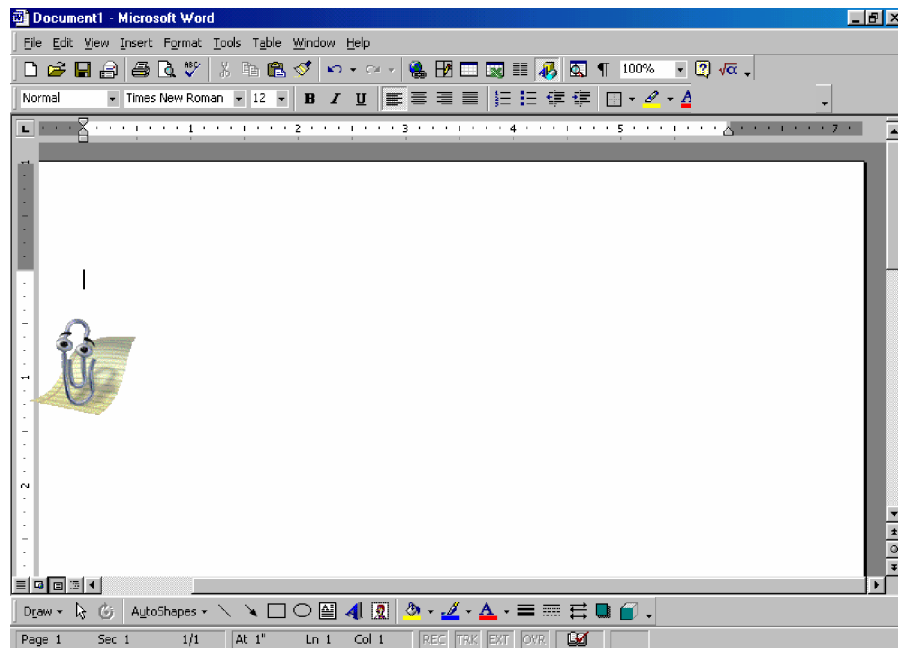 Document1 - Microsoft Word
File Edit View Insert Format Tools Table Window Help
100%
Normal Times New Roman 12 B I U A
1 2 3 4 5 7
1
1
2
Draw AutoShapes A A
Page 1 Sec 1 1/1 At 1" Ln 1 Col 1 REC TRK EXT OVR